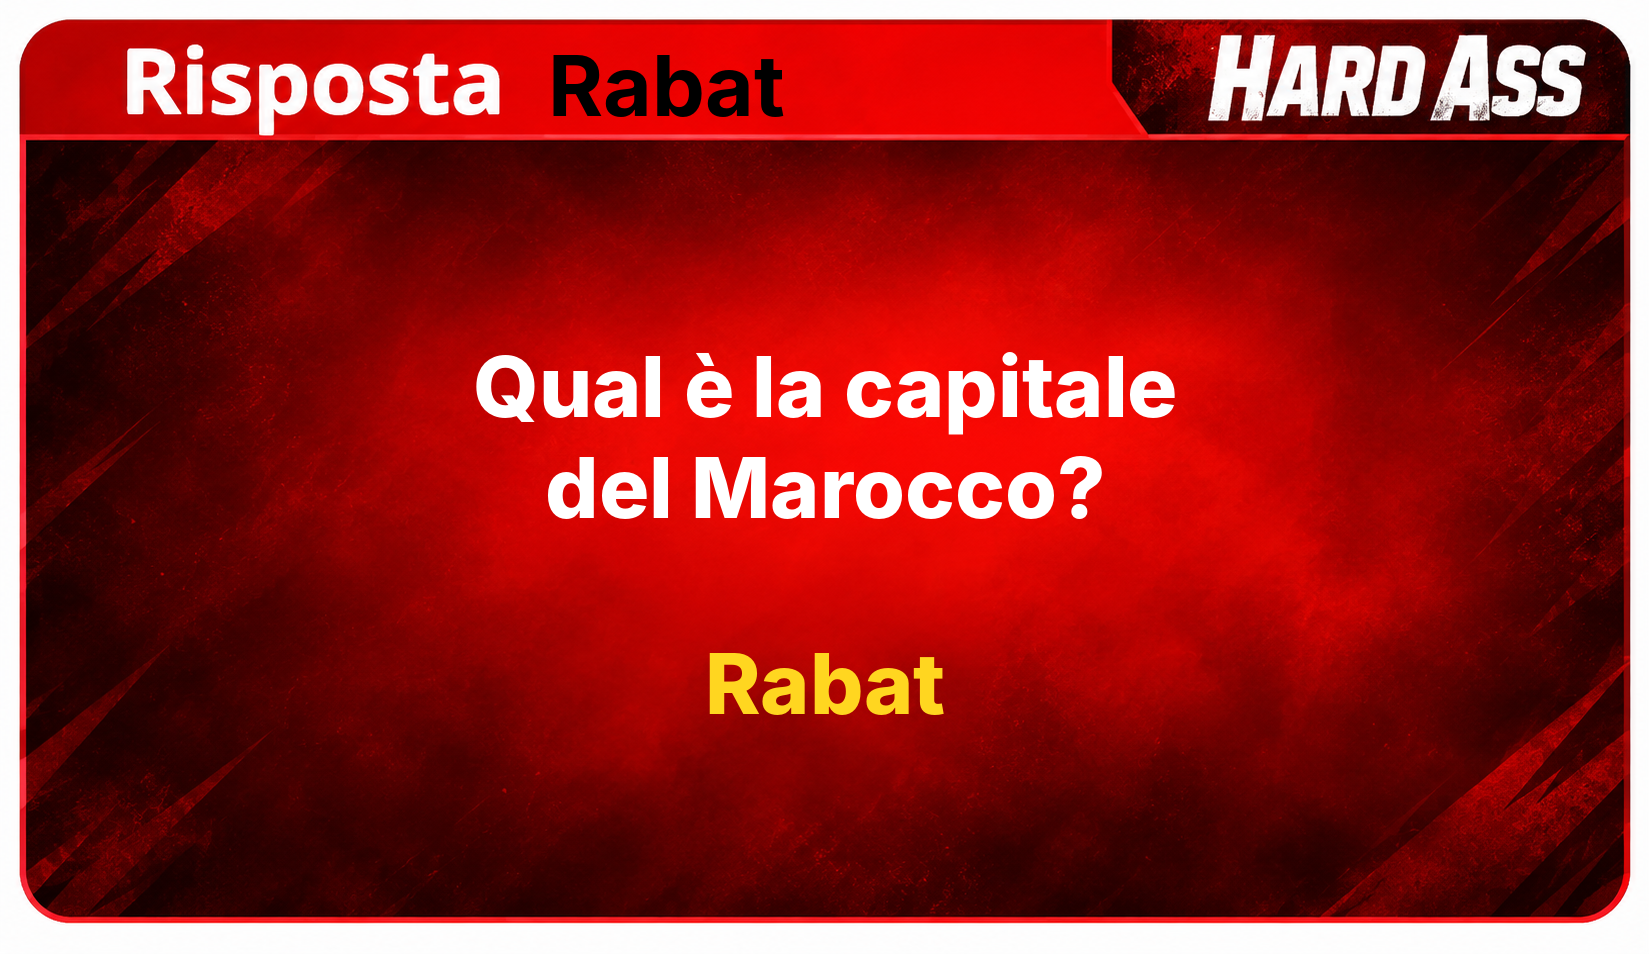 Risposta Rabat
HARD ASS
Qual è la capitale
del Marocco?
Rabat